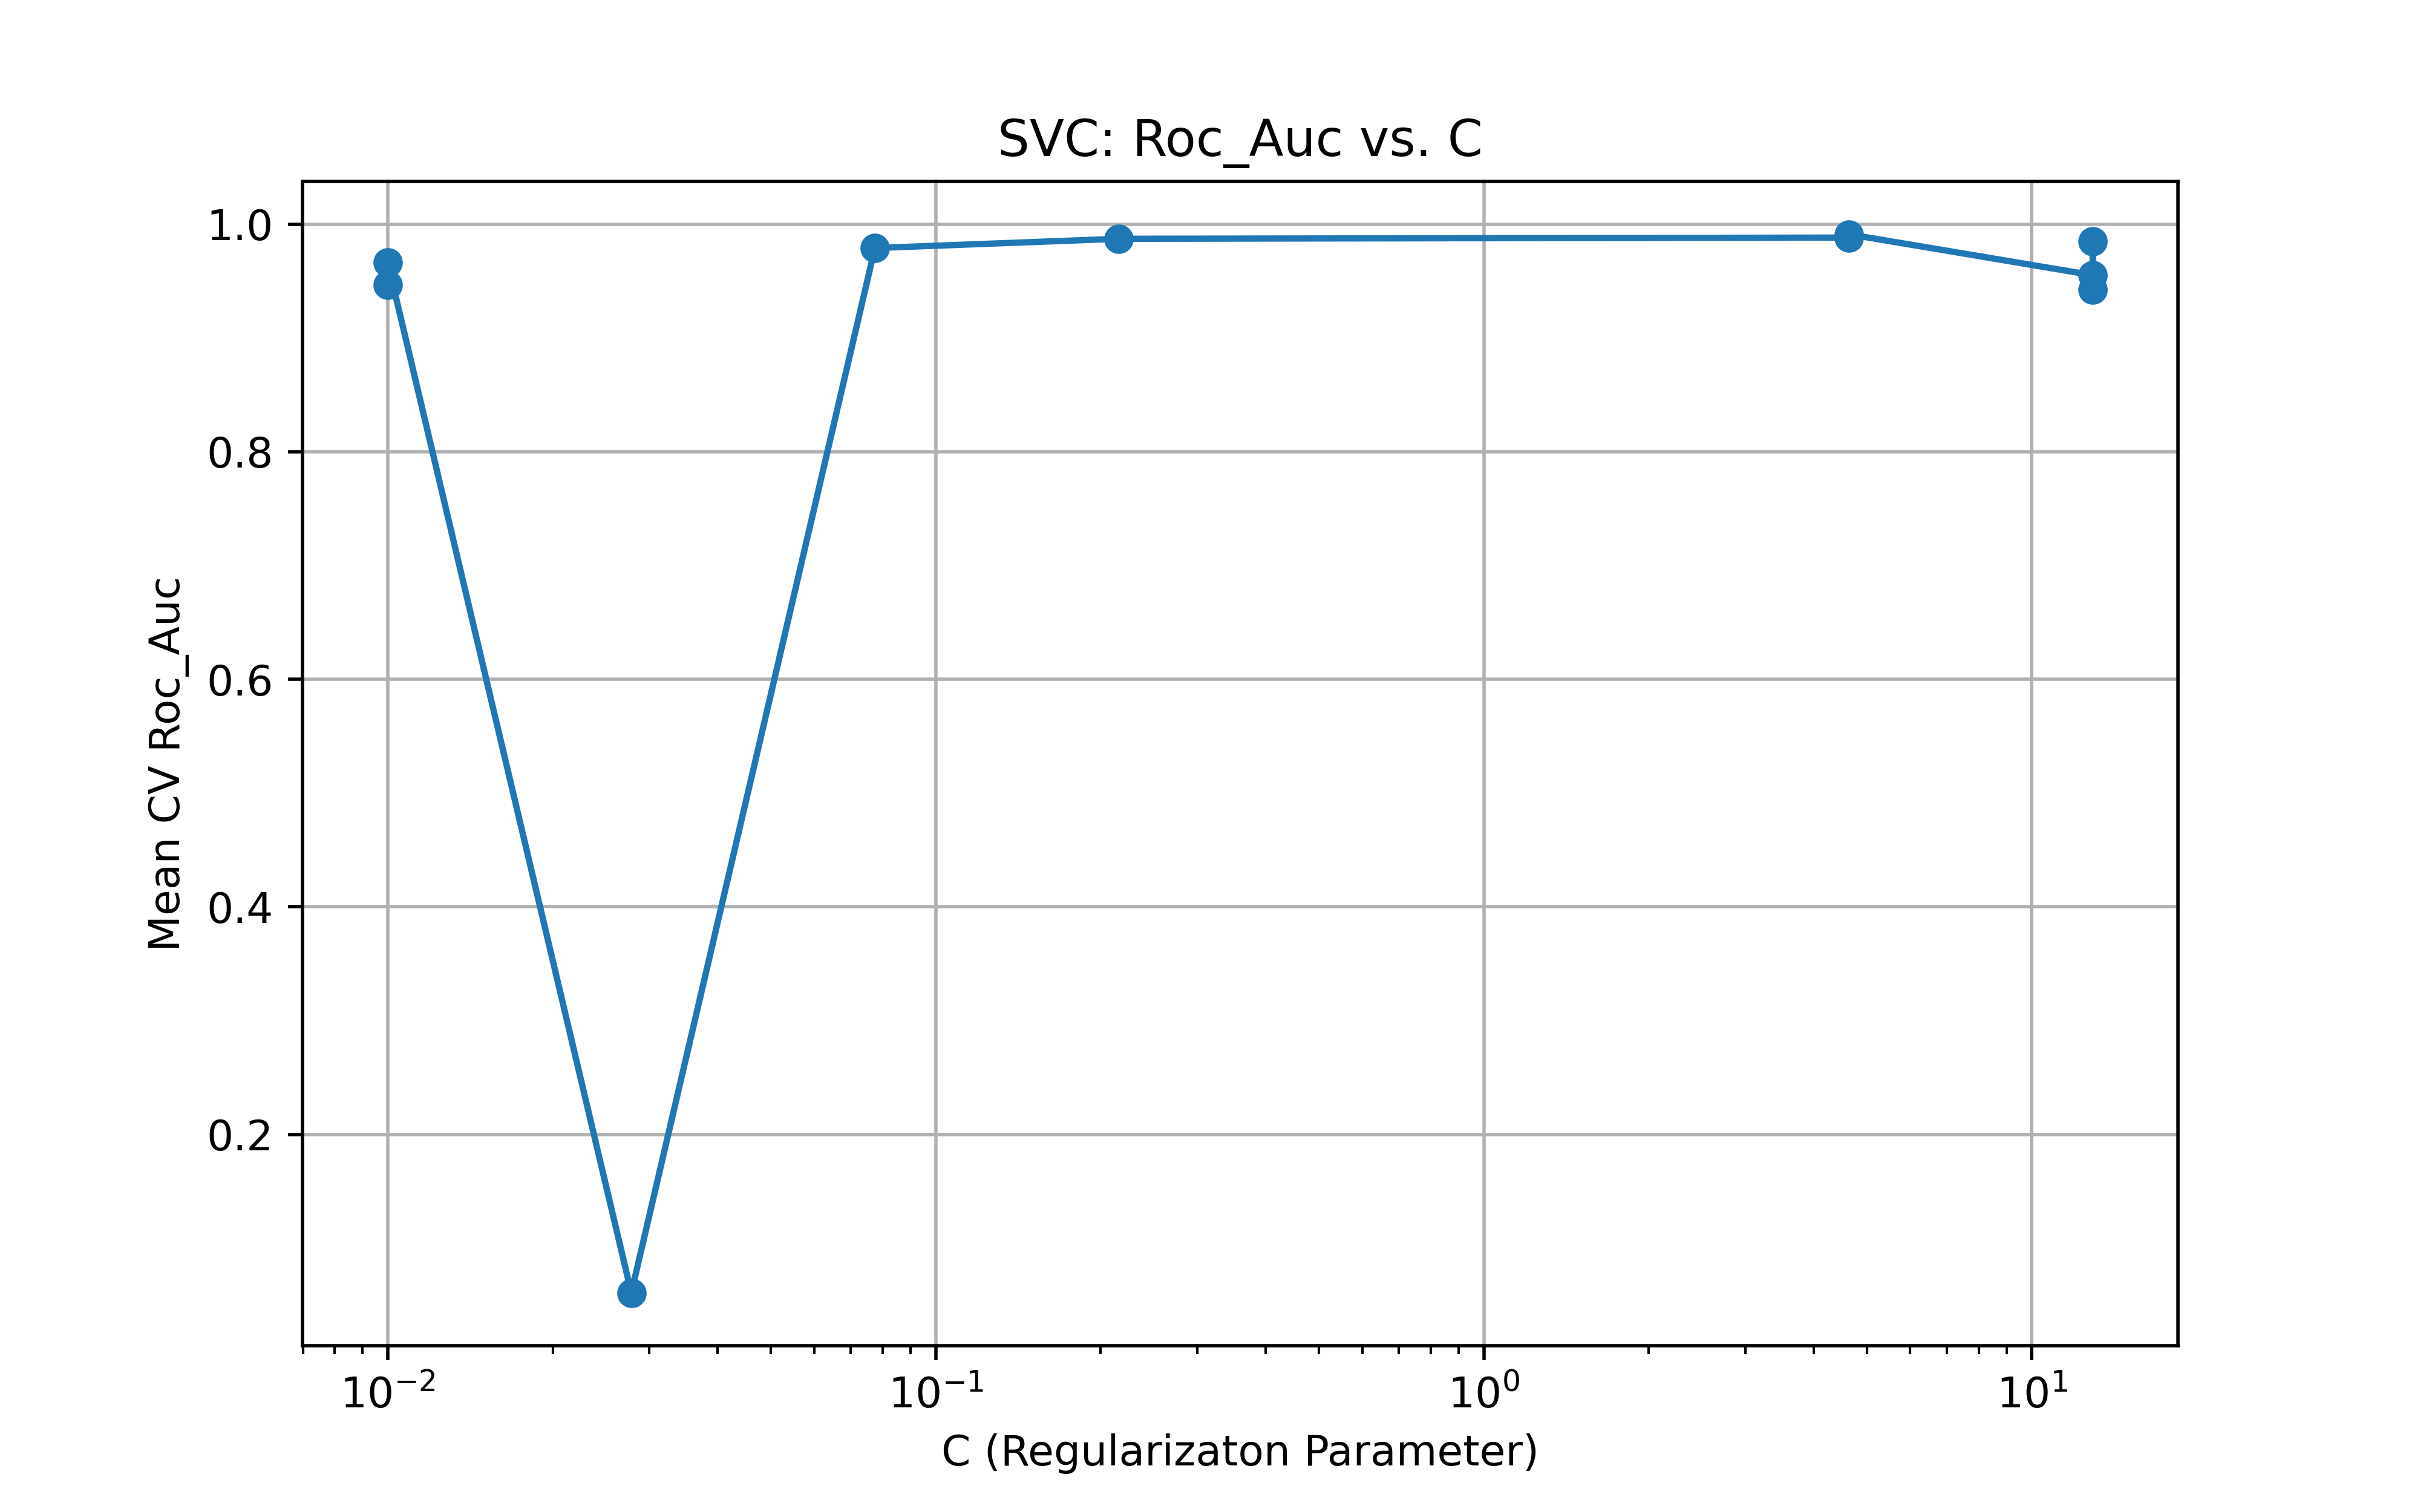 SVC: Roc_Auc vs. C
Mean CV Roc_Auc
1.0
0.8
0.6
0.4
0.2
10⁻² 10⁻¹ 10⁰ 10¹
C (Regularizaton Parameter)